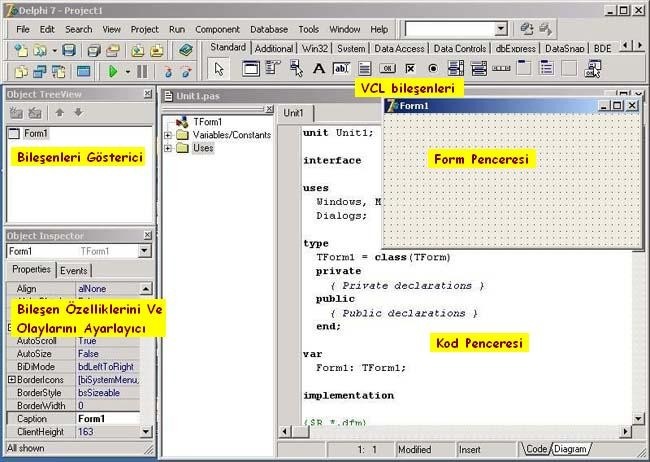 Delphi 7 - Project1
File Edit Search View Project Run Component Database Tools Window Help <None>
Standard Additional Win32 System Data Access Data Controls dbExpress DataSnap BDE
VCL bileşenleri
Object TreeView
Form1
Bileşenleri Gösterici
Unit1.pas
TForm1
Variables/Constants
Uses
Unit1
Form1
Form Penceresi
unit Unit1;
interface
uses
Windows, M
Dialogs;
type
TForm1 = class(TForm)
private
{ Private declarations }
public
{ Public declarations }
end;
var
Form1: TForm1;
implementation
{$R *.dfm}
Kod Penceresi
1: 1 Modified Insert Code Diagram
Object Inspector
Form1 TForm1
Properties Events
Align alNone
Bileşen Özelliklerini Ve
Olaylarını Ayarlayıcı
AutoScroll True
AutoSize False
BiDiMode bdLeftToRight
BorderIcons [biSystemMenu,
BorderStyle bsSizeable
BorderWidth 0
Caption Form1
ClientHeight 163
All shown